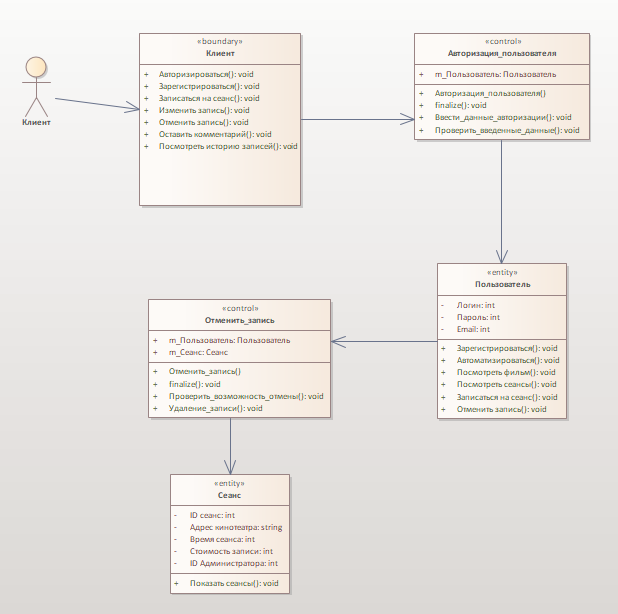 Клиент
«boundary»
Клиент
+ Авторизироваться(): void
+ Зарегистрироваться(): void
+ Записаться на сеанс(): void
+ Изменить запись(): void
+ Отменить запись(): void
+ Оставить комментарий(): void
+ Посмотреть историю записей(): void
«control»
Авторизация_пользователя
+ m_Пользователь: Пользователь
+ Авторизация_пользователя()
+ finalize(): void
+ Ввести_данные_авторизации(): void
+ Проверить_введенные_данные(): void
«entity»
Пользователь
- Логин: int
- Пароль: int
- Email: int
+ Зарегистрироваться(): void
+ Автоматизироваться(): void
+ Посмотреть фильм(): void
+ Посмотреть сеансы(): void
+ Записаться на сеанс(): void
+ Отменить запись(): void
«control»
Отменить_запись
+ m_Пользователь: Пользователь
+ m_Сеанс: Сеанс
+ Отменить_запись()
+ finalize(): void
+ Проверить_возможность_отмены(): void
+ Удаление_записи(): void
«entity»
Сеанс
- ID сеанс: int
- Адрес кинотеатра: string
- Время сеанса: int
- Стоимость записи: int
- ID Администратора: int
+ Показать сеансы(): void